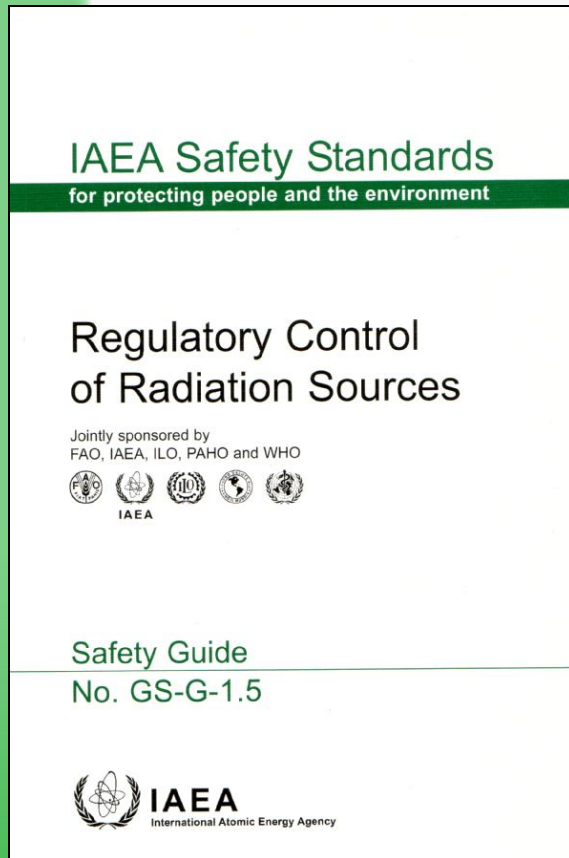 IAEA Safety Standards
for protecting people and the environment
Regulatory Control
of Radiation Sources
Jointly sponsored by
FAO, IAEA, ILO, PAHO and WHO
IAEA
Safety Guide
No. GS-G-1.5
IAEA
International Atomic Energy Agency